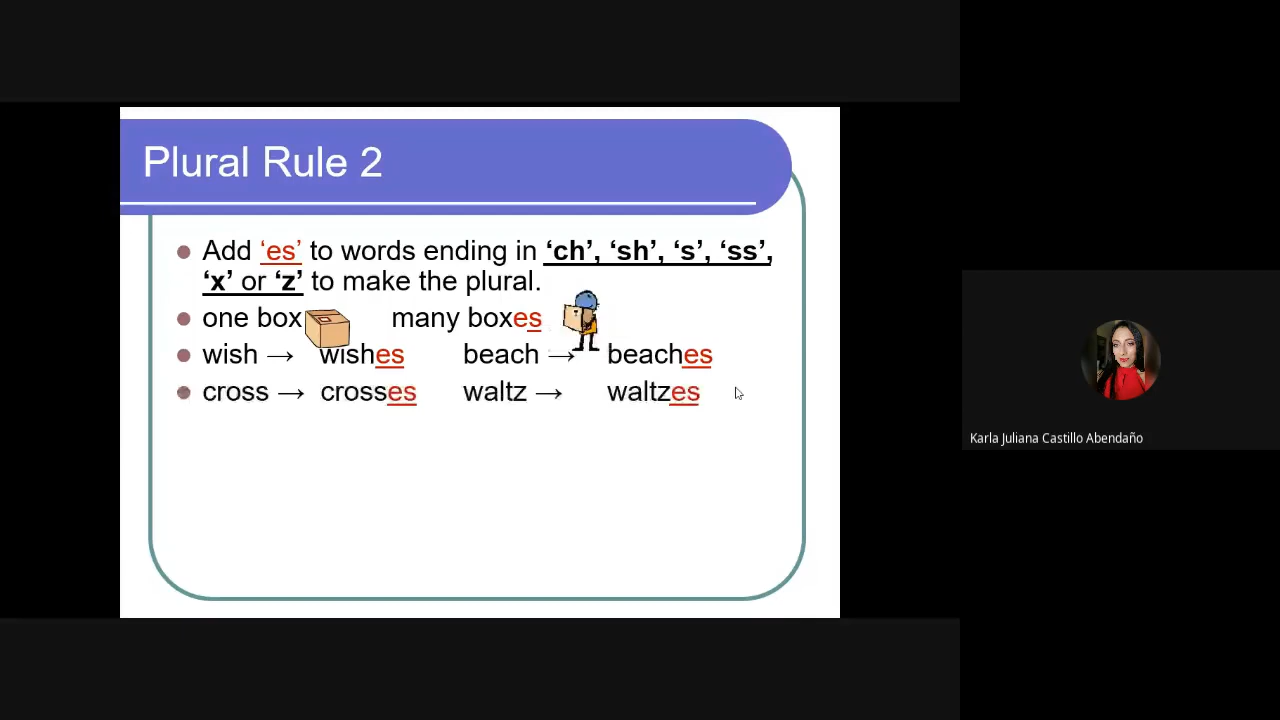 Plural Rule 2
Add ‘es’ to words ending in ‘ch’, ‘sh’, ‘s’, ‘ss’,
‘x’ or ‘z’ to make the plural.
one box many boxes
wish → wishes beach → beaches
cross → crosses waltz → waltzes
Karla Juliana Castillo Abendaño